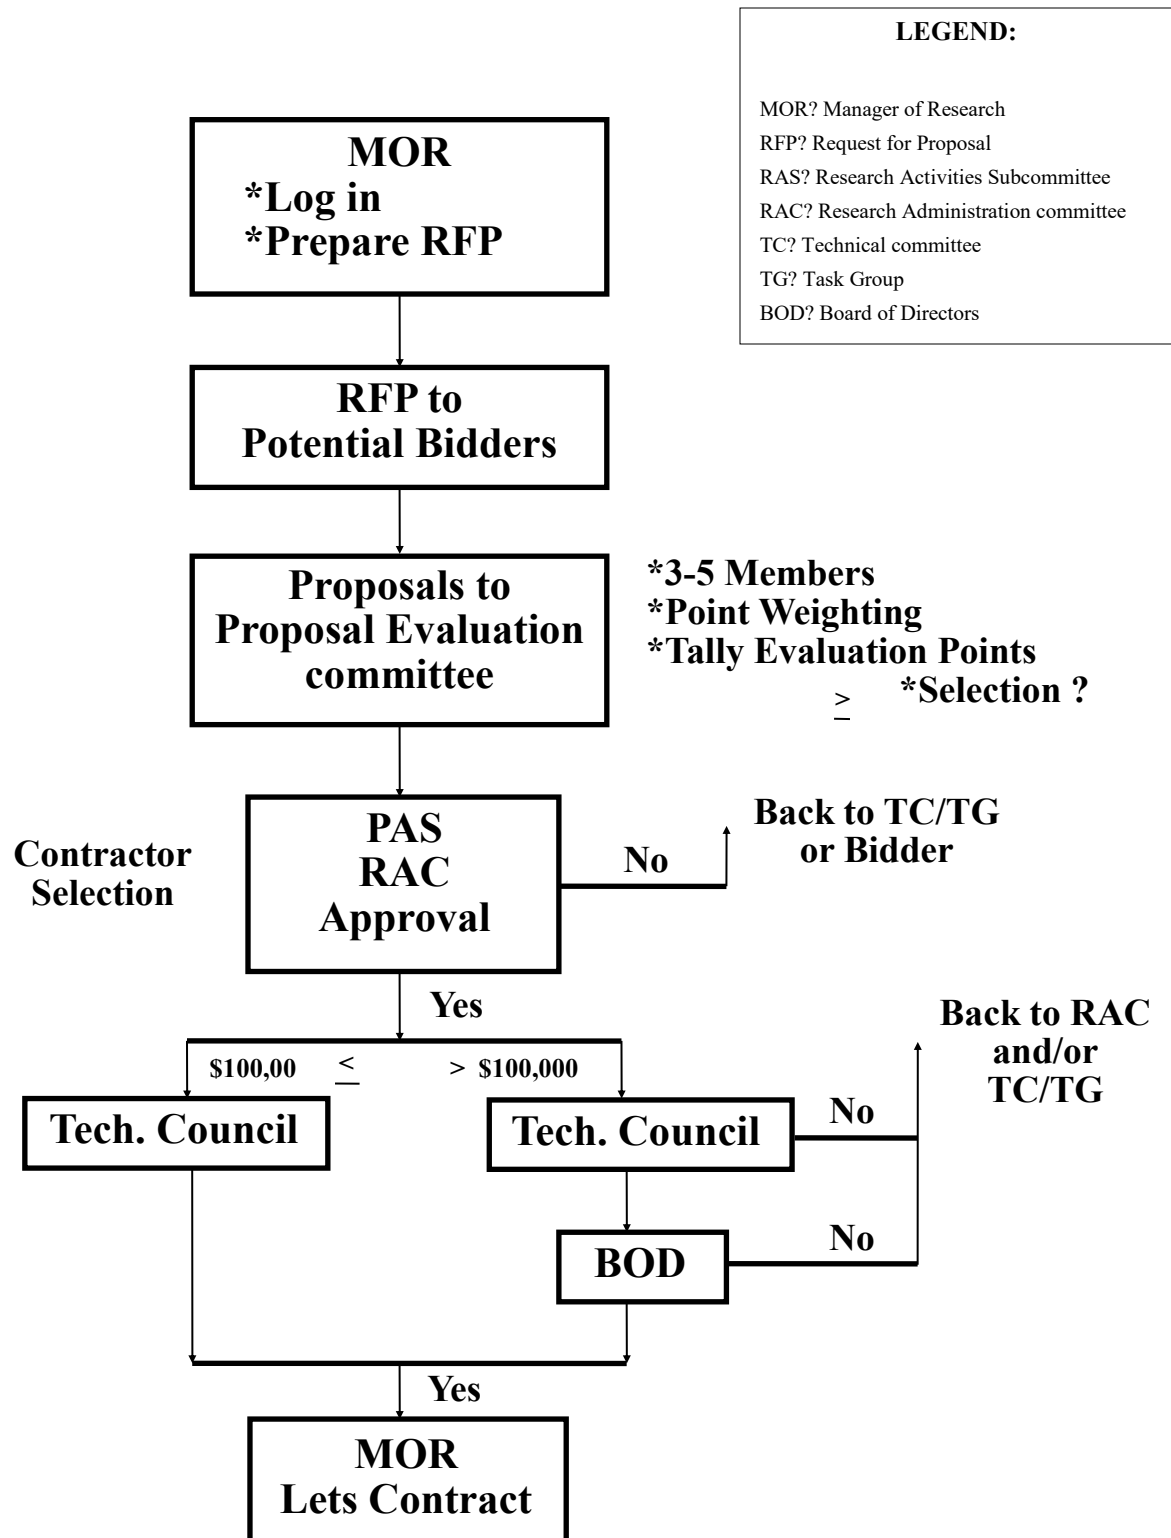 LEGEND:
MOR? Manager of Research
RFP? Request for Proposal
RAS? Research Activities Subcommittee
RAC? Research Administration committee
TC? Technical committee
TG? Task Group
BOD? Board of Directors
MOR
*Log in
*Prepare RFP
RFP to
Potential Bidders
Proposals to
Proposal Evaluation
committee
*3-5 Members
*Point Weighting
*Tally Evaluation Points
≥ *Selection ?
Contractor
Selection
PAS
RAC
Approval
No
Back to TC/TG
or Bidder
Yes
$100,00 ≤ > $100,000
Back to RAC
and/or
TC/TG
Tech. Council
Tech. Council
No
BOD
No
Yes
MOR
Lets Contract